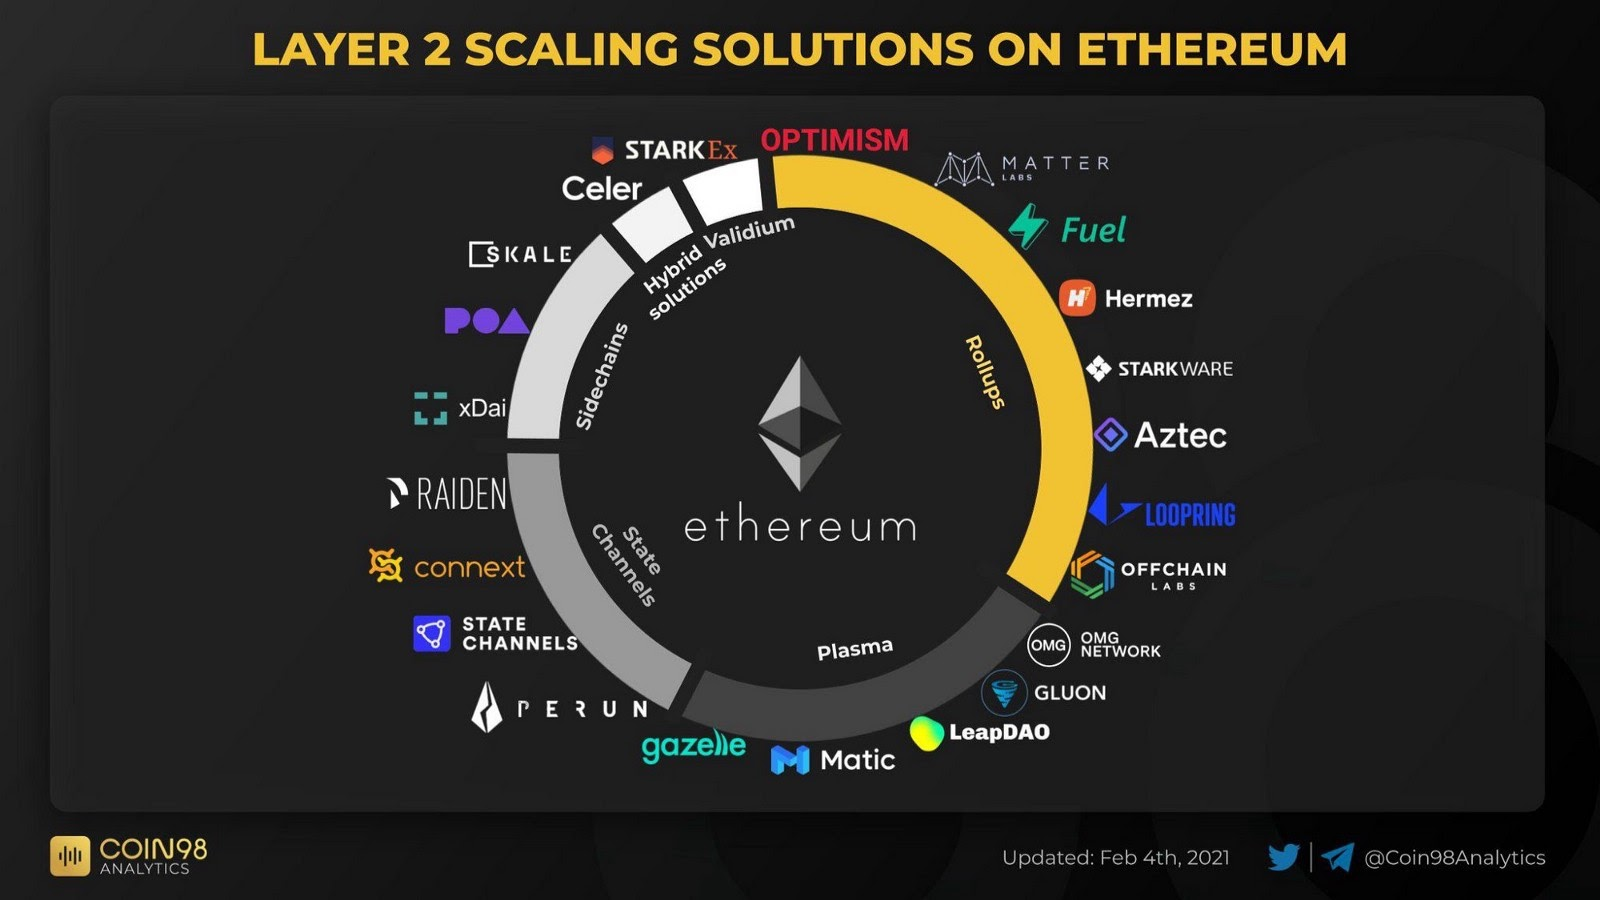 LAYER 2 SCALING SOLUTIONS ON ETHEREUM
OPTIMISM
MATTER
LABS
Fuel
Hermez
STARKWARE
Aztec
LOOPRING
OFFCHAIN
LABS
OMG
OMG
NETWORK
GLUON
LeapDAO
Matic
gazelle
PERUN
STATE
CHANNELS
connext
RAIDEN
xDai
POA
SKALE
Celer
STARKEx
Validium
Hybrid
solutions
Sidechains
State
Channels
Plasma
Rollups
ethereum
COIN98
ANALYTICS
Updated: Feb 4th, 2021
@Coin98Analytics